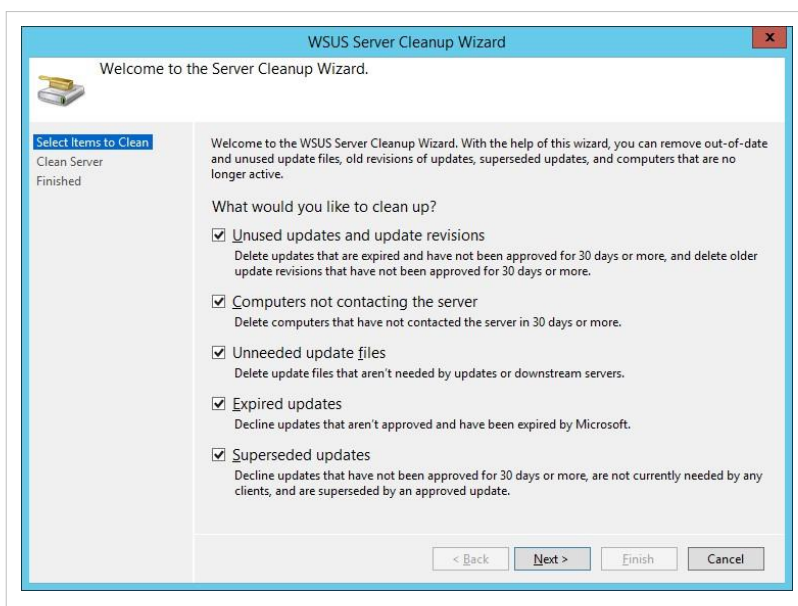 WSUS Server Cleanup Wizard
x
Welcome to the Server Cleanup Wizard.
Select Items to Clean
Clean Server
Finished
Welcome to the WSUS Server Cleanup Wizard. With the help of this wizard, you can remove out-of-date
and unused update files, old revisions of updates, superseded updates, and computers that are no
longer active.
What would you like to clean up?
Unused updates and update revisions
Delete updates that are expired and have not been approved for 30 days or more, and delete older
update revisions that have not been approved for 30 days or more.
Computers not contacting the server
Delete computers that have not contacted the server in 30 days or more.
Unneeded update files
Delete update files that aren't needed by updates or downstream servers.
Expired updates
Decline updates that aren't approved and have been expired by Microsoft.
Superseded updates
Decline updates that have not been approved for 30 days or more, are not currently needed by any
clients, and are superseded by an approved update.
< Back Next > Finish Cancel